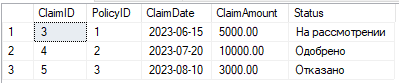 ClaimID PolicyID ClaimDate ClaimAmount Status
1 3 1 2023-06-15 5000.00 На рассмотрении
2 4 2 2023-07-20 10000.00 Одобрено
3 5 3 2023-08-10 3000.00 Отказано